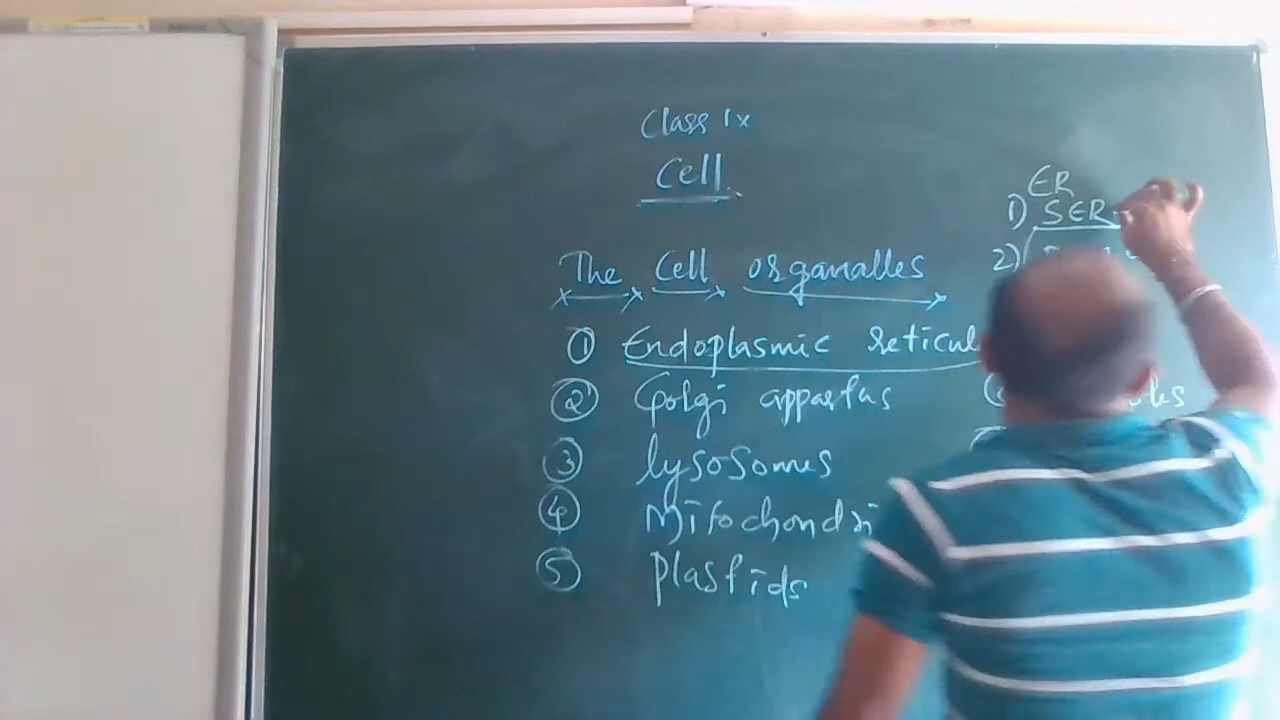 Class IX
Cell
The Cell organalles
① Endoplasmic reticul
② Golgi appartus
③ lysosomes
④ Mitochondri
⑤ plastids
ER
1) SER
2)